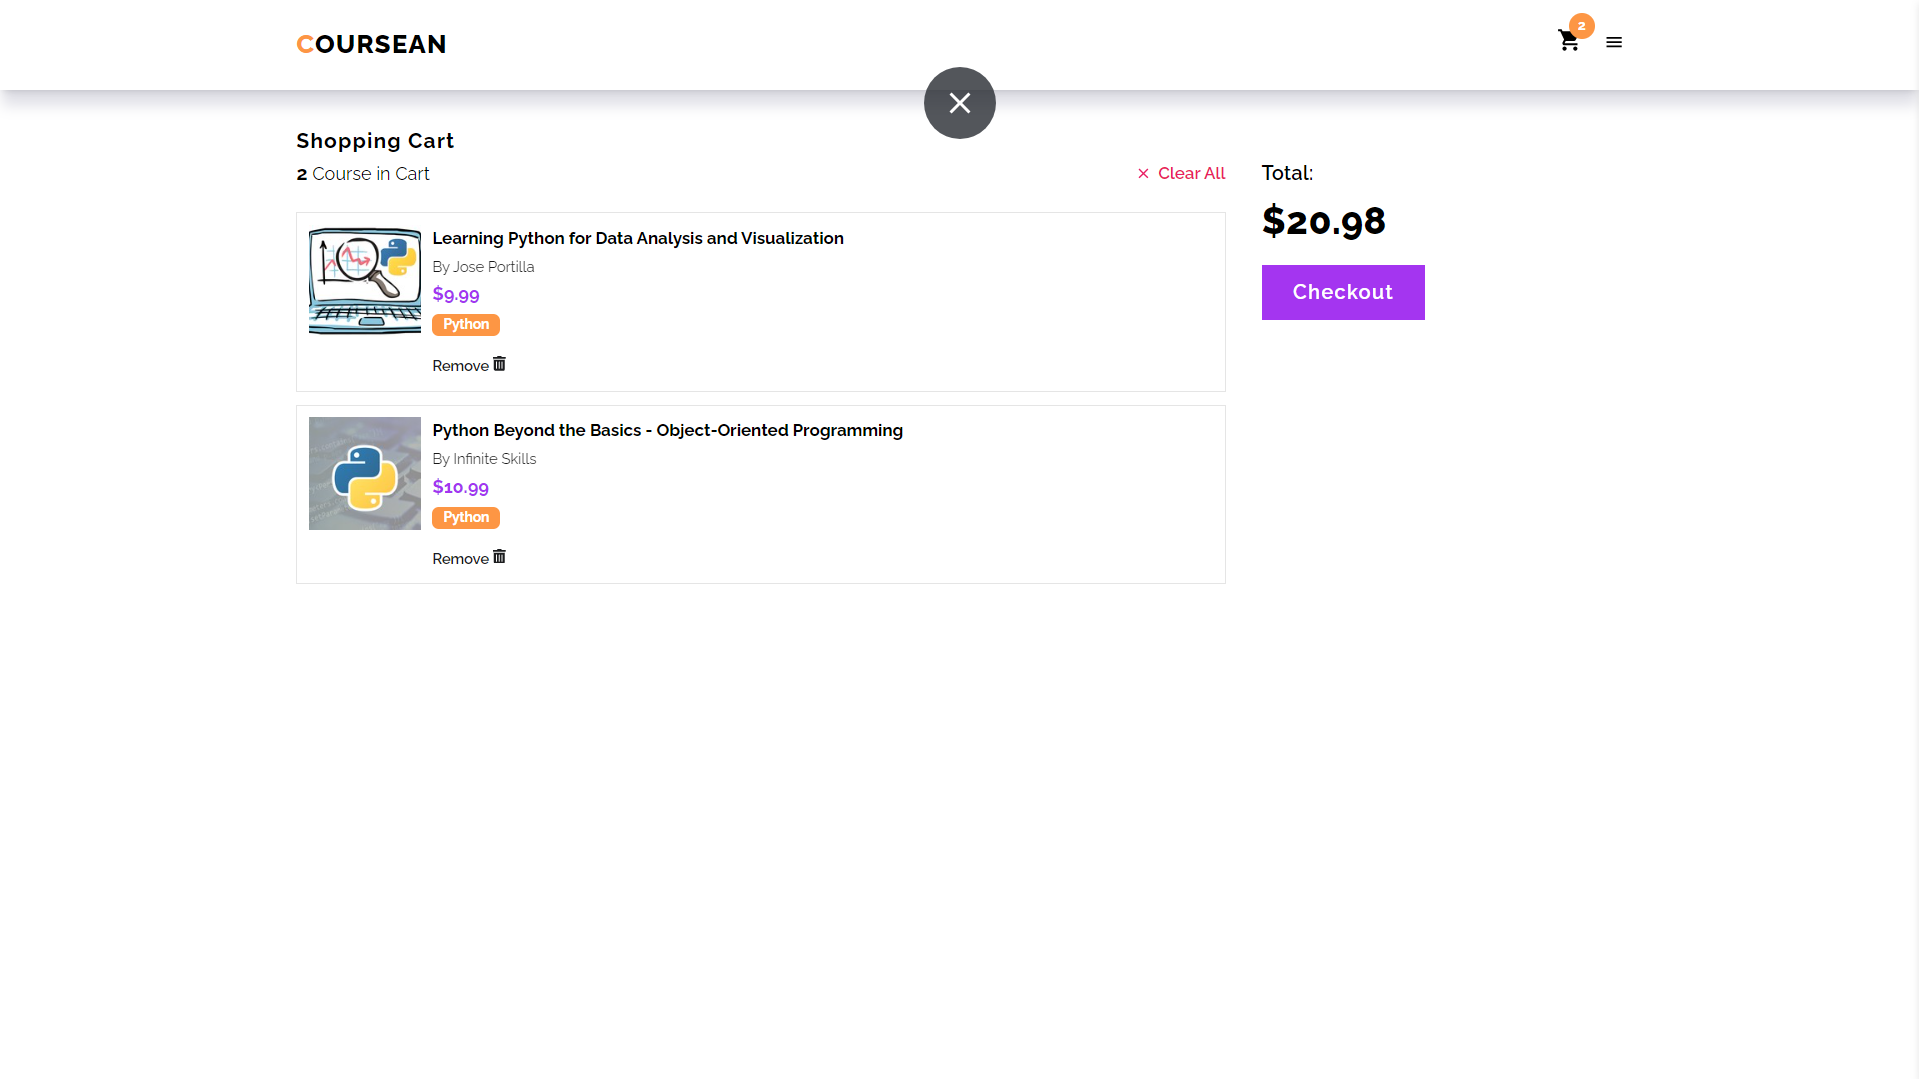 COURSEAN
2
Shopping Cart
2 Course in Cart
Clear All
Learning Python for Data Analysis and Visualization
By Jose Portilla
$9.99
Python
Remove
Python Beyond the Basics - Object-Oriented Programming
By Infinite Skills
$10.99
Python
Remove
Total:
$20.98
Checkout